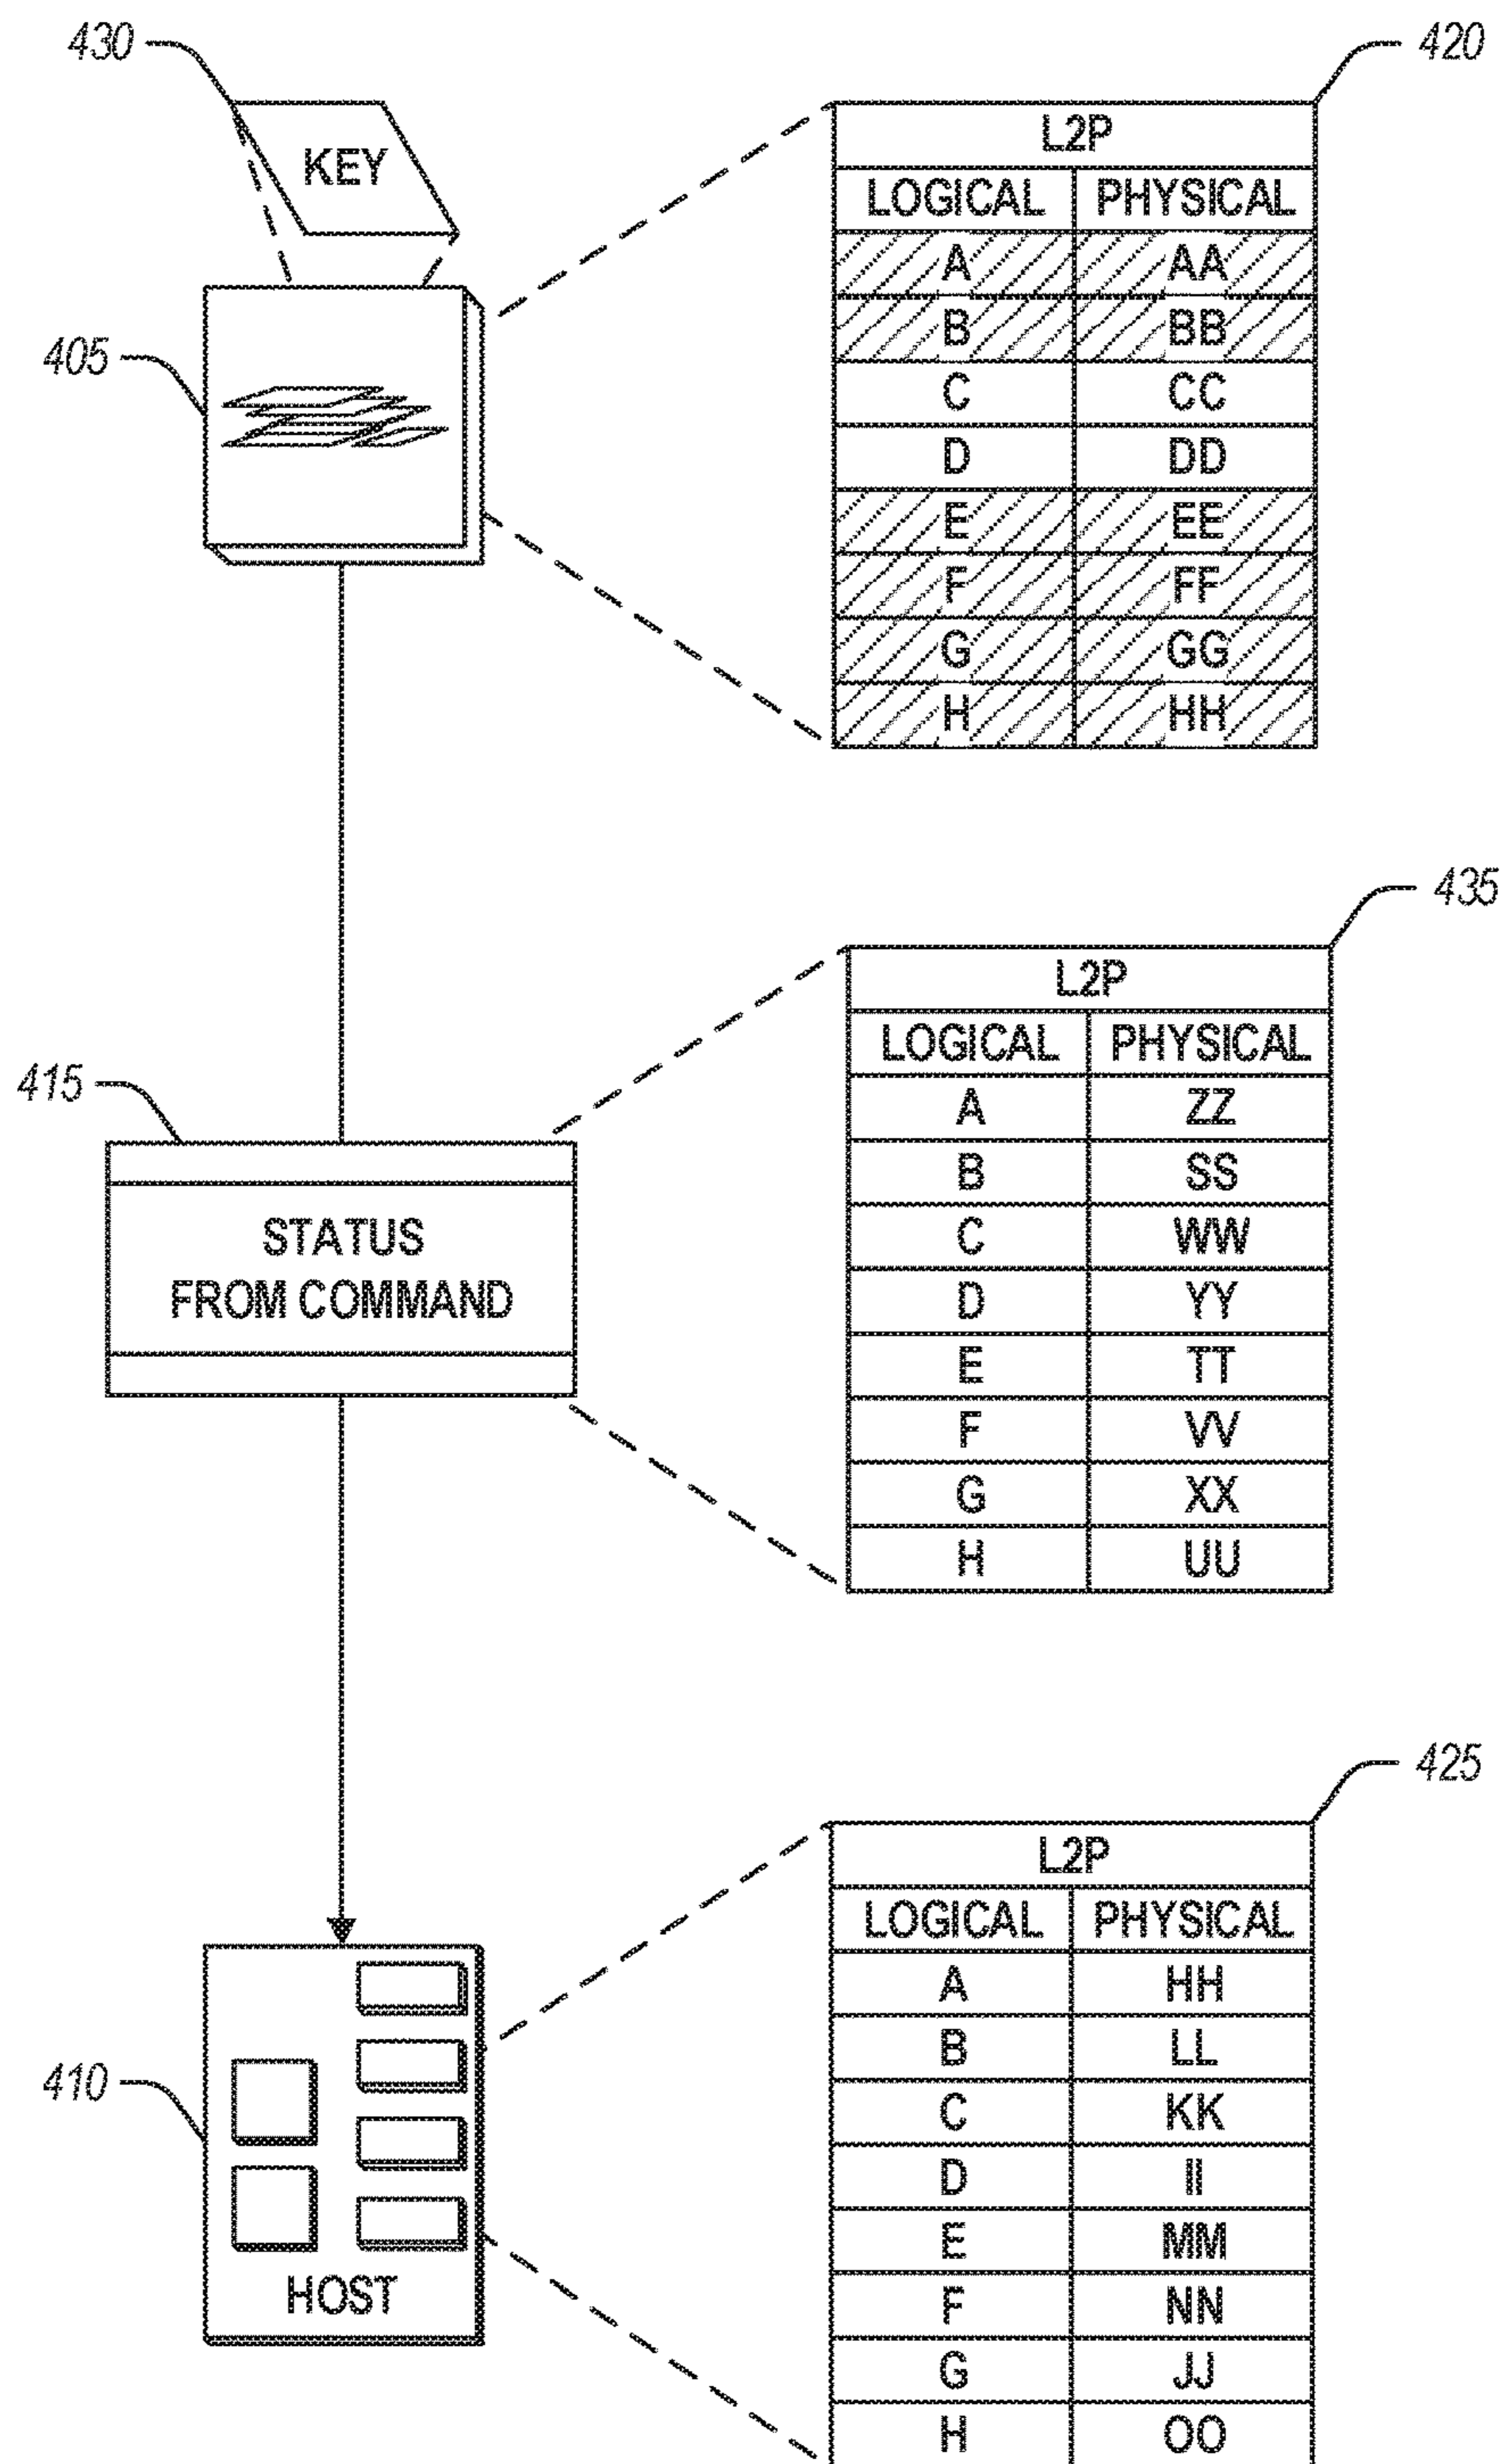 430
420
KEY
L2P
LOGICAL PHYSICAL
A AA
B BB
C CC
D DD
E EE
F FF
G GG
H HH
405
435
L2P
LOGICAL PHYSICAL
A ZZ
B SS
C WW
D YY
E TT
F VV
G XX
H UU
415
STATUS
FROM COMMAND
425
L2P
LOGICAL PHYSICAL
A HH
B LL
C KK
D II
E MM
F NN
G JJ
H OO
410
HOST